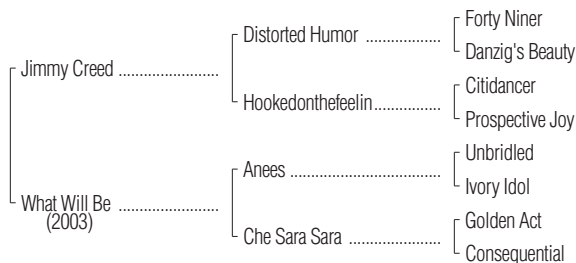 Forty Niner
Distorted Humor ..................
Danzig's Beauty
Jimmy Creed ........................
Citidancer
Hookedonthefeelin................
Prospective Joy
Unbridled
Anees .....................................
Ivory Idol
What Will Be ........................
(2003)
Golden Act
Che Sara Sara ......................
Consequential